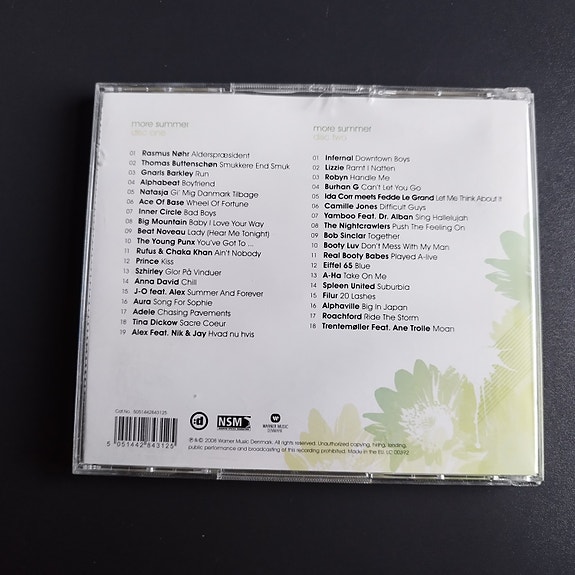 more summer
disc one
01 Rasmus Nøhr Alderspræsident
02 Thomas Buttenschøn Smukkere End Smuk
03 Gnarls Barkley Run
04 Alphabeat Boyfriend
05 Natasja Gi' Mig Danmark Tilbage
06 Ace Of Base Wheel Of Fortune
07 Inner Circle Bad Boys
08 Big Mountain Baby I Love Your Way
09 Beat Noveau Lady (Hear Me Tonight)
10 The Young Punx You've Got To ...
11 Rufus & Chaka Khan Ain't Nobody
12 Prince Kiss
13 Szhirley Glor På Vinduer
14 Anna David Chill
15 J-O feat. Alex Summer And Forever
16 Aura Song For Sophie
17 Adele Chasing Pavements
18 Tina Dickow Sacre Coeur
19 Alex Feat. Nik & Jay Hvad nu hvis
more summer
disc two
01 Infernal Downtown Boys
02 Lizzie Ramt I Natten
03 Robyn Handle Me
04 Burhan G Can't Let You Go
05 Ida Corr meets Fedde Le Grand Let Me Think About It
06 Camille Jones Difficult Guys
07 Yamboo Feat. Dr. Alban Sing Hallelujah
08 The Nightcrawlers Push The Feeling On
09 Bob Sinclar Together
10 Booty Luv Don't Mess With My Man
11 Real Booty Babes Played A-live
12 Eiffel 65 Blue
13 A-Ha Take On Me
14 Spleen United Suburbia
15 Filur 20 Lashes
16 Alphaville Big In Japan
17 Roachford Ride The Storm
18 Trentemøller Feat. Ane Trolle Moan
Cat No. 5051442843125
5 051442 843125
NSM
WARNER MUSIC
DENMARK
℗ & © 2008 Warner Music Denmark. All rights reserved. Unauthorized copying, hiring, lending,
public performance and broadcasting of this recording prohibited. Made in the EU. LC 00392